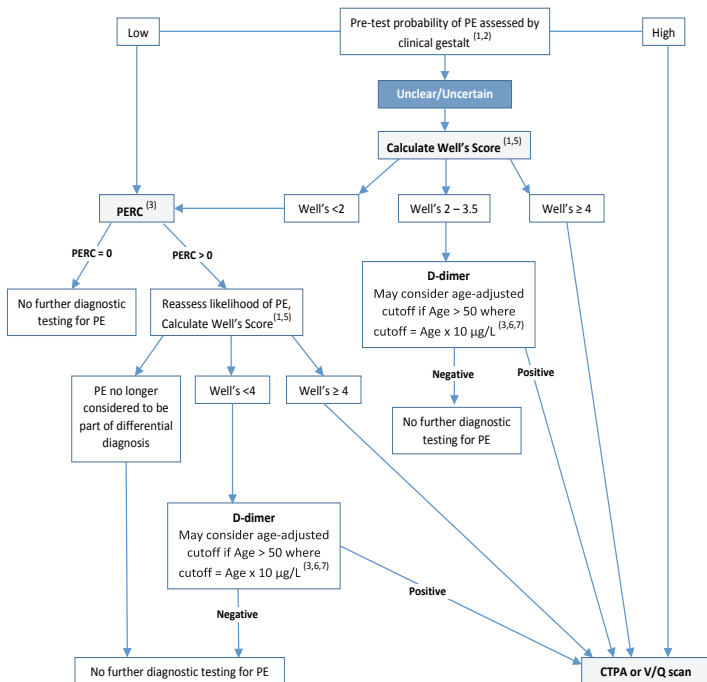 Low
Pre-test probability of PE assessed by
clinical gestalt (1,2)
High
Unclear/Uncertain
Calculate Well's Score (1,5)
PERC (3)
Well's <2
Well's 2 – 3.5
Well's ≥ 4
PERC = 0
PERC > 0
No further diagnostic
testing for PE
Reassess likelihood of PE,
Calculate Well's Score(1,5)
D-dimer
May consider age-adjusted
cutoff if Age > 50 where
cutoff = Age x 10 µg/L (3,6,7)
Negative
Positive
PE no longer
considered to be
part of differential
diagnosis
Well's <4
Well's ≥ 4
No further diagnostic
testing for PE
D-dimer
May consider age-adjusted
cutoff if Age > 50 where
cutoff = Age x 10 µg/L (3,6,7)
Positive
Negative
No further diagnostic testing for PE
CTPA or V/Q scan